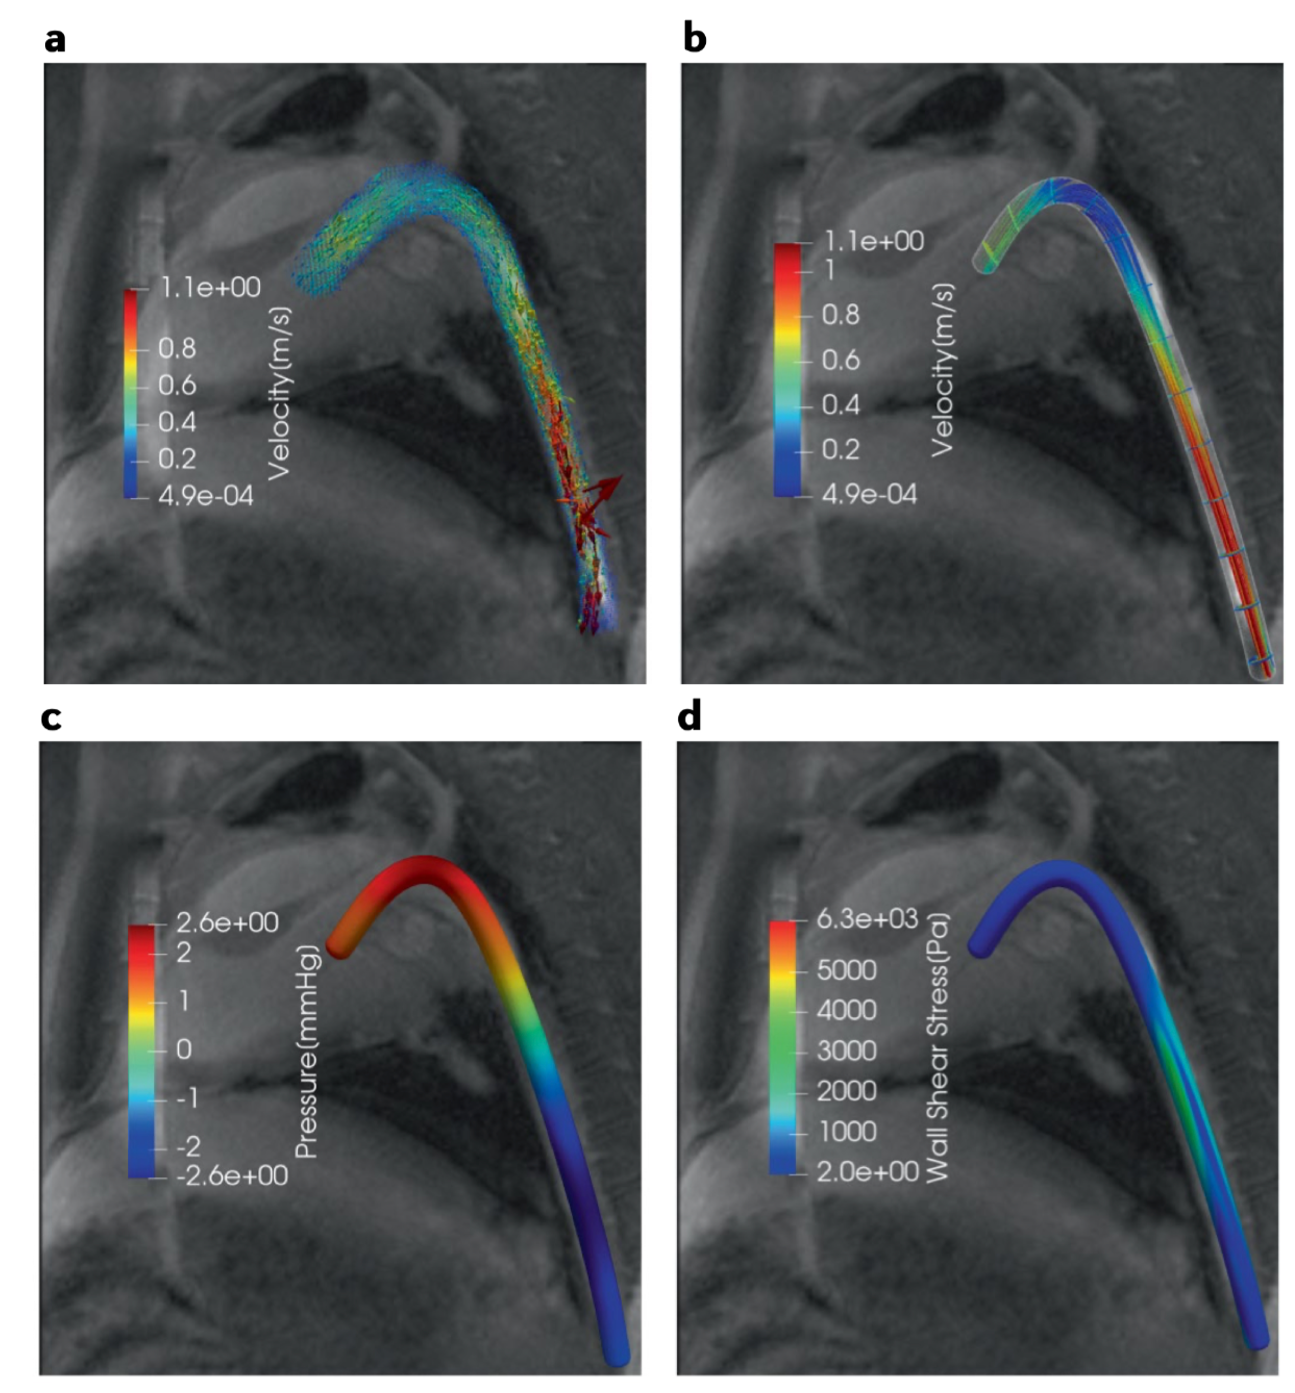 a
b
1.1e+00
0.8
0.6
0.4
0.2
4.9e-04
Velocity(m/s)
1.1e+00
1
0.8
0.6
0.4
0.2
4.9e-04
Velocity(m/s)
c
d
2.6e+00
2
1
0
-1
-2
-2.6e+00
Pressure(mmHg)
6.3e+03
5000
4000
3000
2000
1000
2.0e+00
Wall Shear Stress(Pa)